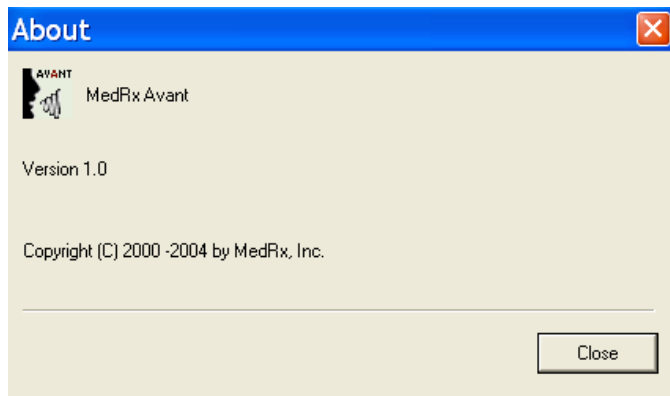 About
AVANT
MedRx Avant
Version 1.0
Copyright (C) 2000 -2004 by MedRx, Inc.
Close